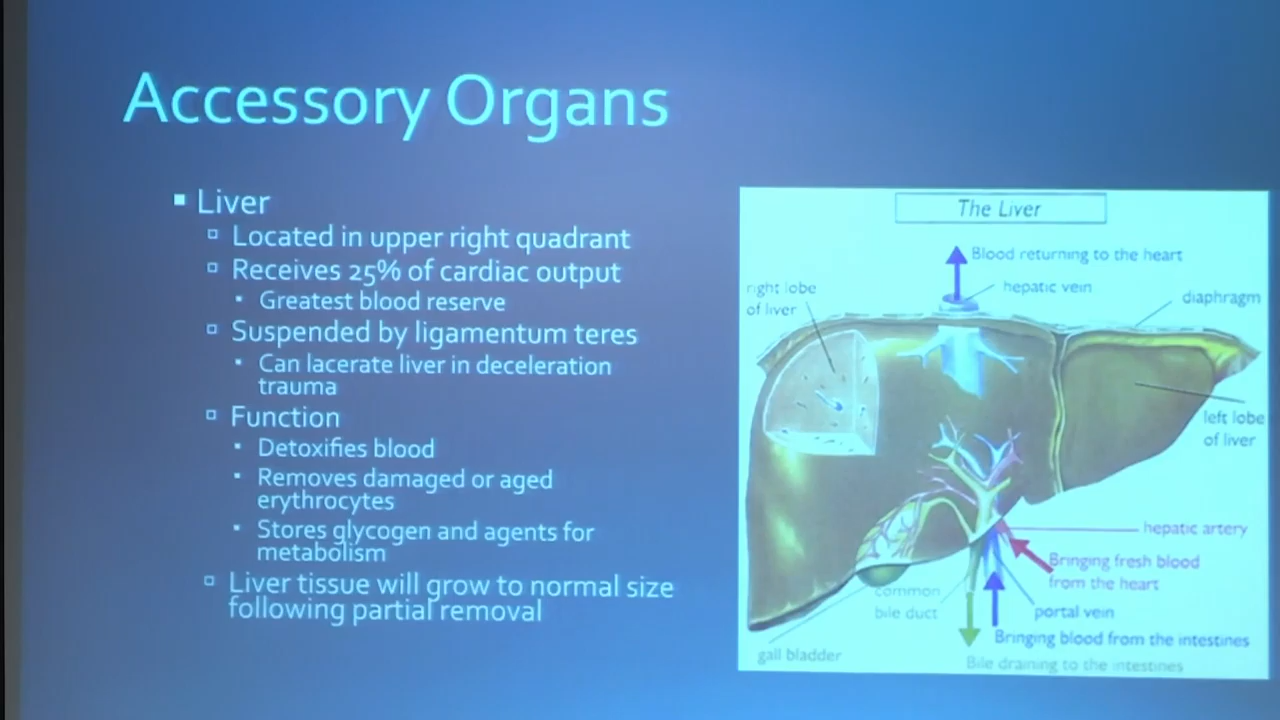 Accessory Organs
Liver
Located in upper right quadrant
Receives 25% of cardiac output
Greatest blood reserve
Suspended by ligamentum teres
Can lacerate liver in deceleration
trauma
Function
Detoxifies blood
Removes damaged or aged
erythrocytes
Stores glycogen and agents for
metabolism
Liver tissue will grow to normal size
following partial removal
The Liver
Blood returning to the heart
hepatic vein
right lobe
of liver
diaphragm
left lobe
of liver
hepatic artery
Bringing fresh blood
from the heart
common
bile duct
portal vein
Bringing blood from the intestines
gall bladder
Bile draining to the intestines